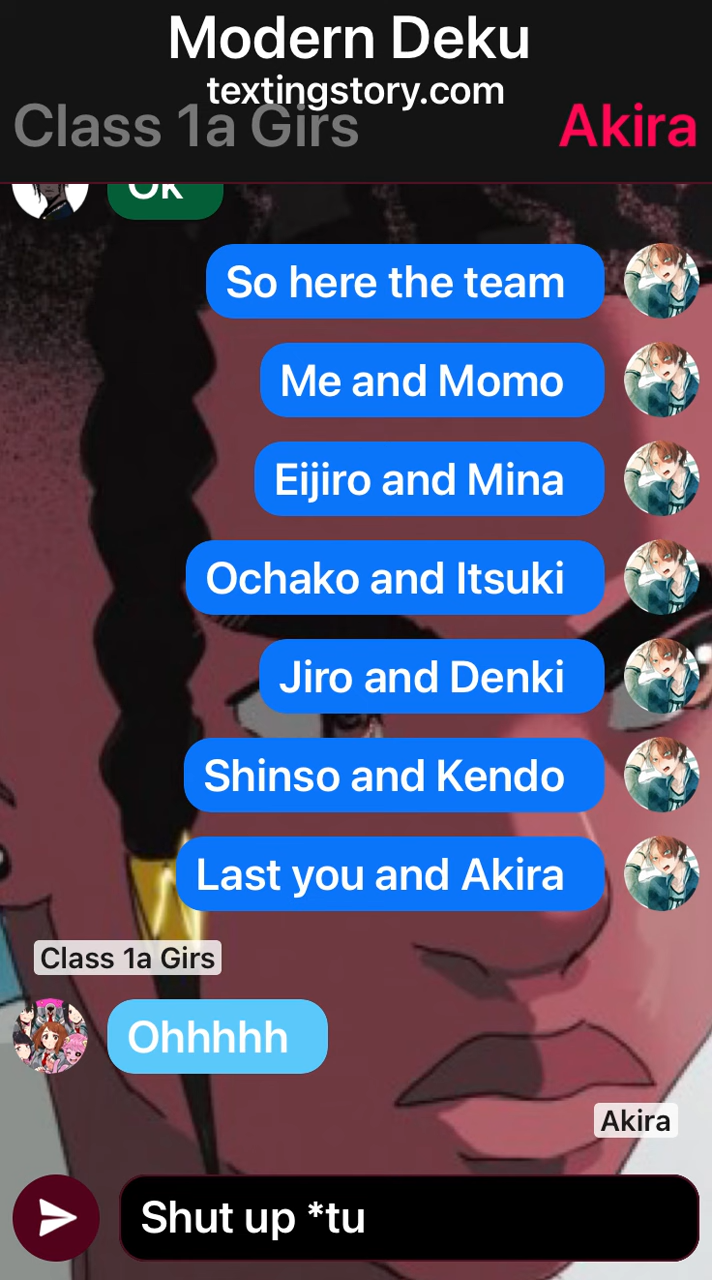 Modern Deku
textingstory.com
Class 1a Girs
Akira
Ok
So here the team
Me and Momo
Eijiro and Mina
Ochako and Itsuki
Jiro and Denki
Shinso and Kendo
Last you and Akira
Class 1a Girs
Ohhhhh
Akira
Shut up *tu